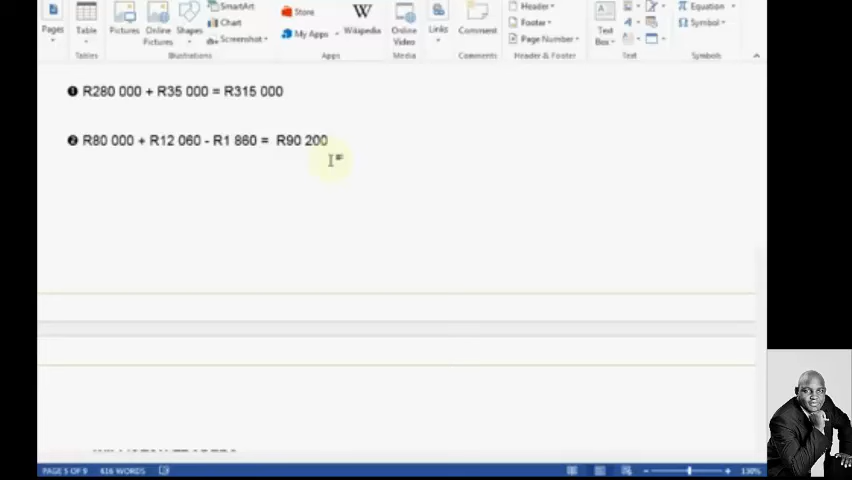 SmartArt
Store
Header
Equation
Chart
Footer
Symbol
Pages
Table
Pictures
Online
Pictures
Shapes
Screenshot
My Apps
Wikipedia
Online
Video
Links
Comment
Page Number
Text
Box
Tables
Illustrations
Apps
Media
Comments
Header & Footer
Text
Symbols
❶ R280 000 + R35 000 = R315 000
❷ R80 000 + R12 060 - R1 860 = R90 200
PAGE 5 OF 9 616 WORDS
130%